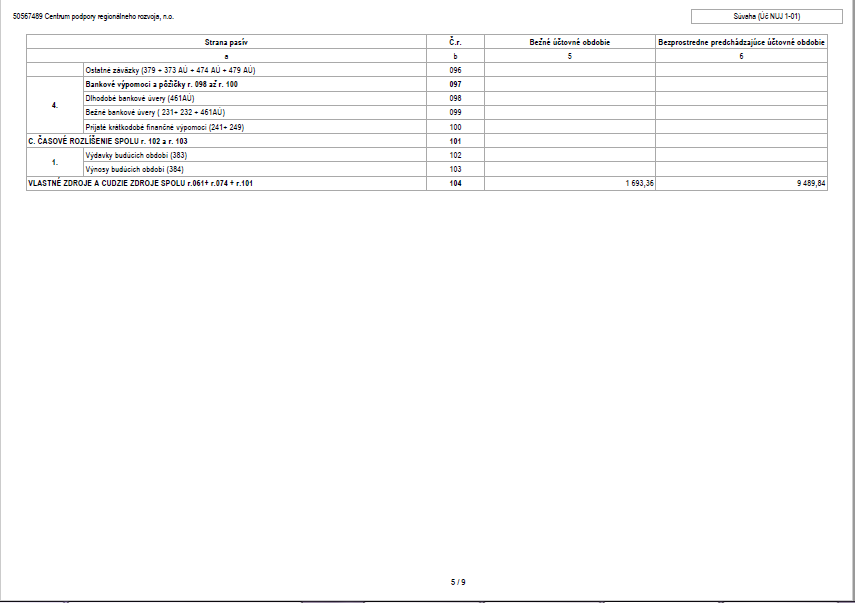 50567489 Centrum podpory regionálneho rozvoja, n.o.
Súvaha (Úč NUJ 1-01)
Strana pasív Č.r. Bežné účtovné obdobie Bezprostredne predchádzajúce účtovné obdobie
a b 5 6
Ostatné záväzky (379 + 373 AÚ + 474 AÚ + 479 AÚ) 096
4. Bankové výpomoci a pôžičky r. 098 až r. 100 097
Dlhodobé bankové úvery (461AÚ) 098
Bežné bankové úvery ( 231+ 232 + 461AÚ) 099
Prijaté krátkodobé finančné výpomoci (241+ 249) 100
C. ČASOVÉ ROZLÍŠENIE SPOLU r. 102 a r. 103 101
1. Výdavky budúcich období (383) 102
Výnosy budúcich období (384) 103
VLASTNÉ ZDROJE A CUDZIE ZDROJE SPOLU r.061+ r.074 + r.101 104 1 693,36 9 489,84
5 / 9